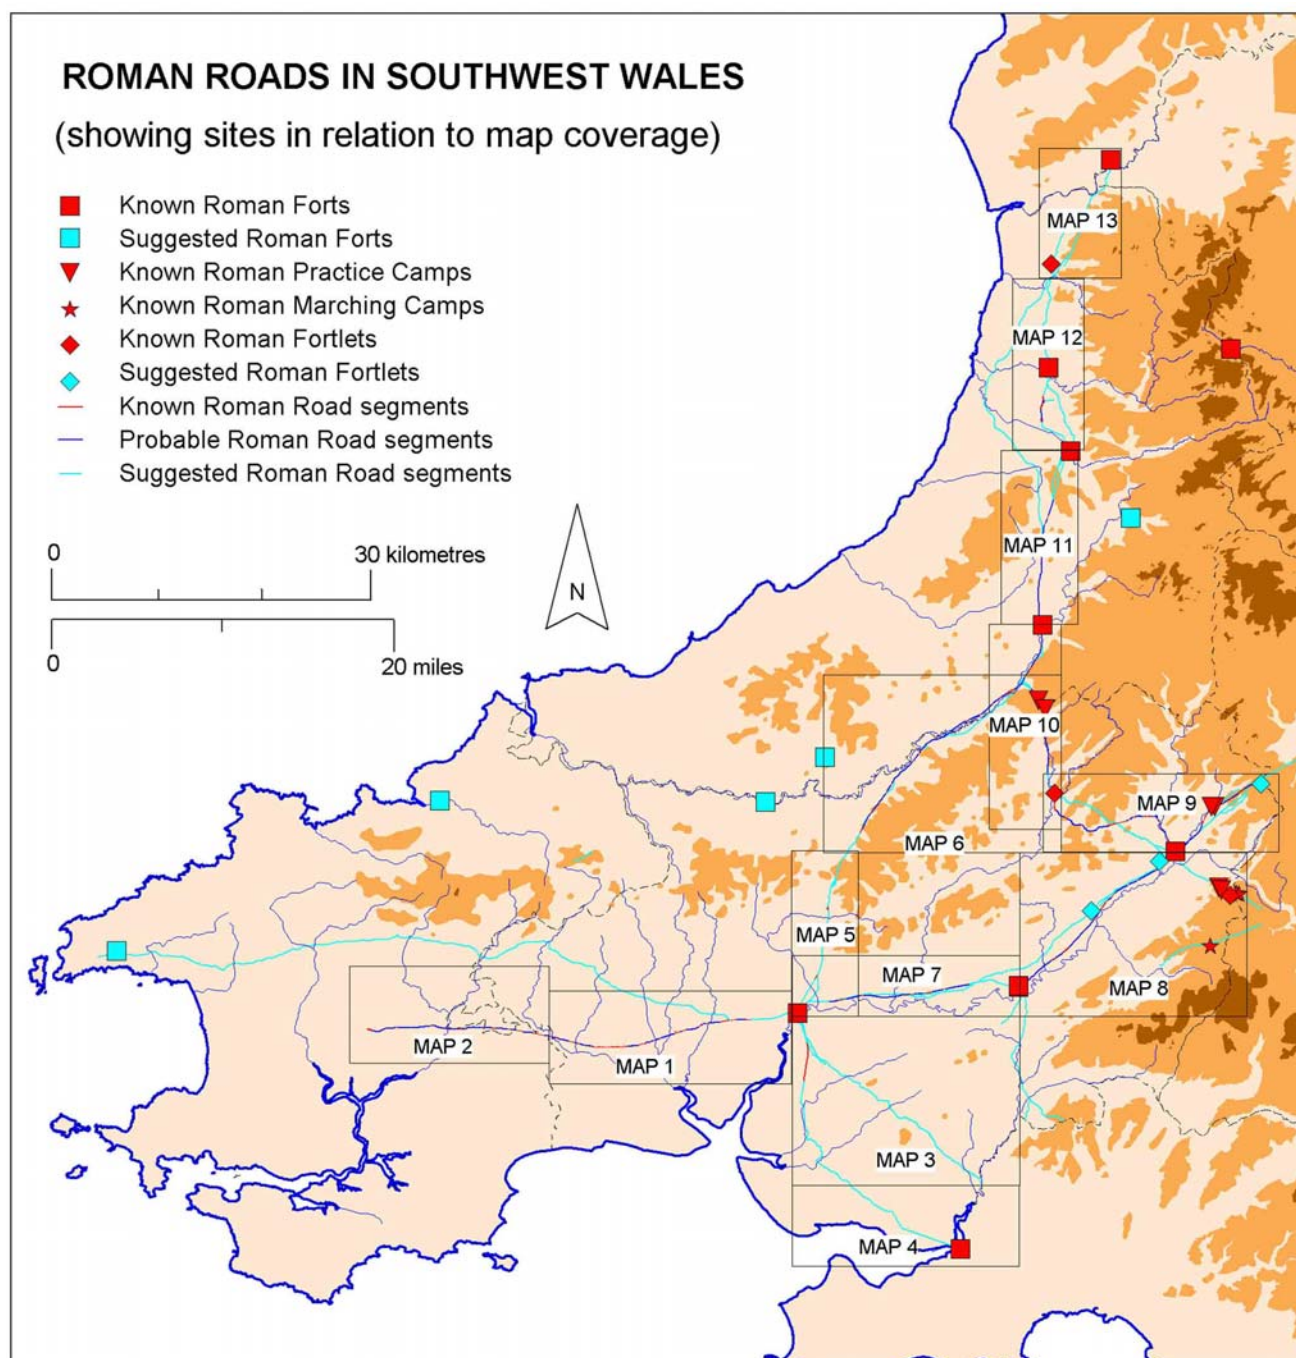 ROMAN ROADS IN SOUTHWEST WALES
(showing sites in relation to map coverage)
Known Roman Forts
Suggested Roman Forts
Known Roman Practice Camps
Known Roman Marching Camps
Known Roman Fortlets
Suggested Roman Fortlets
Known Roman Road segments
Probable Roman Road segments
Suggested Roman Road segments
0
30 kilometres
0
20 miles
N
MAP 13
MAP 12
MAP 11
MAP 10
MAP 9
MAP 6
MAP 5
MAP 7
MAP 8
MAP 2
MAP 1
MAP 3
MAP 4